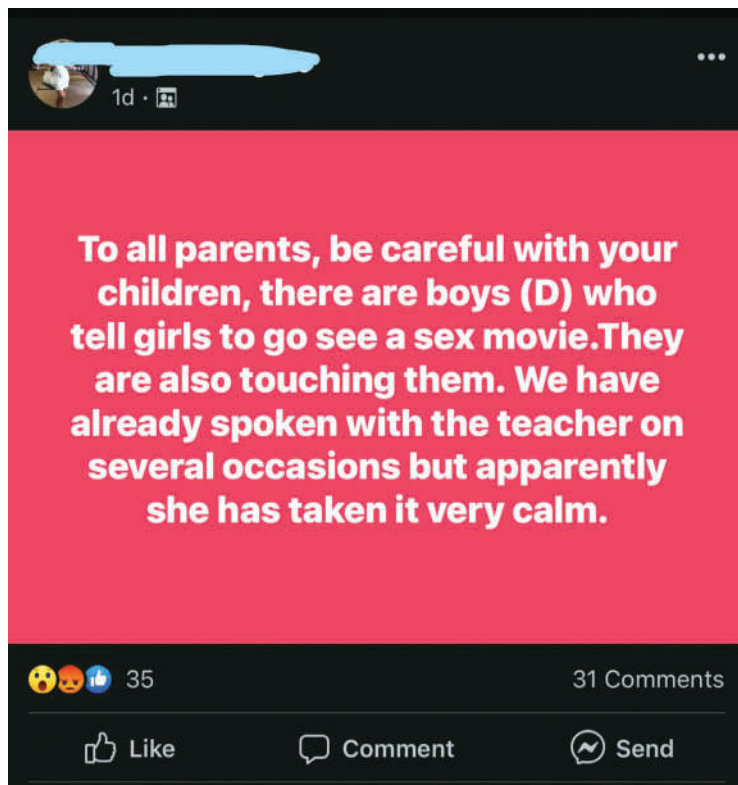 1d ·
To all parents, be careful with your
children, there are boys (D) who
tell girls to go see a sex movie.They
are also touching them. We have
already spoken with the teacher on
several occasions but apparently
she has taken it very calm.
35 31 Comments
Like Comment Send